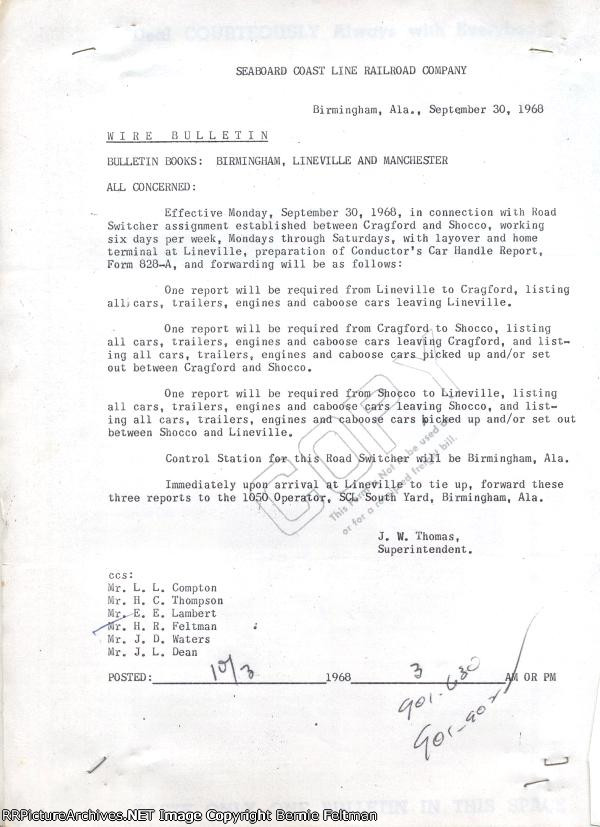 Deal COURTEOUSLY Always with Everybody
SEABOARD COAST LINE RAILROAD COMPANY
Birmingham, Ala., September 30, 1968
WIRE BULLETIN
BULLETIN BOOKS: BIRMINGHAM, LINEVILLE AND MANCHESTER
ALL CONCERNED:
Effective Monday, September 30, 1968, in connection with Road
Switcher assignment established between Cragford and Shocco, working
six days per week, Mondays through Saturdays, with layover and home
terminal at Lineville, preparation of Conductor's Car Handle Report,
Form 828-A, and forwarding will be as follows:
One report will be required from Lineville to Cragford, listing
all cars, trailers, engines and caboose cars leaving Lineville.
One report will be required from Cragford to Shocco, listing
all cars, trailers, engines and caboose cars leaving Cragford, and list-
ing all cars, trailers, engines and caboose cars picked up and/or set
out between Cragford and Shocco.
One report will be required from Shocco to Lineville, listing
all cars, trailers, engines and caboose cars leaving Shocco, and list-
ing all cars, trailers, engines and caboose cars picked up and/or set out
between Shocco and Lineville.
Control Station for this Road Switcher will be Birmingham, Ala.
Immediately upon arrival at Lineville to tie up, forward these
three reports to the 1050 Operator, SCL South Yard, Birmingham, Ala.
COPY
J. W. Thomas,
Superintendent.
ccs:
Mr. L. L. Compton
Mr. H. C. Thompson
Mr. E. E. Lambert
Mr. H. R. Feltman
Mr. J. D. Waters
Mr. J. L. Dean
POSTED: 10/3 1968 3 AM OR PM
901-630
ONLY ONE BULLETIN IN THIS SPACE
RRPictureArchives.NET Image Copyright Bernie Feltman